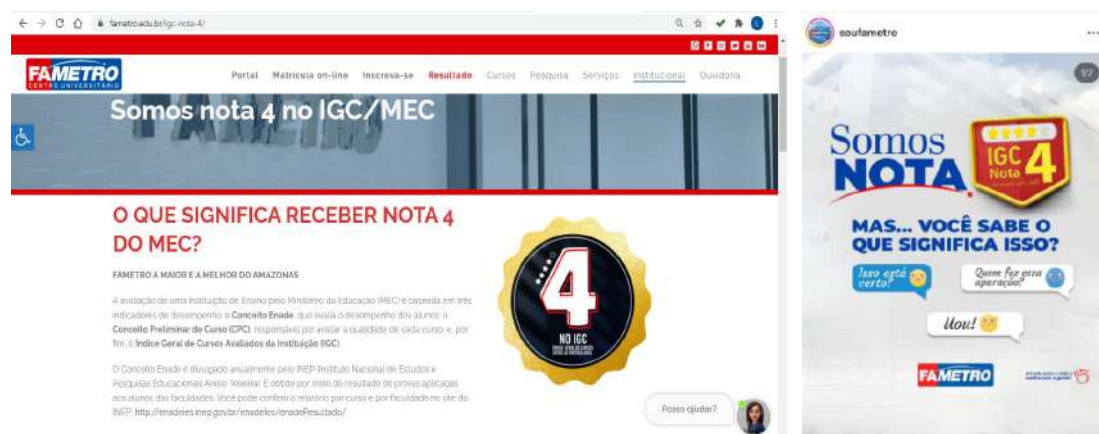 fametro.edu.br/igc-nota-4/
FAMETRO
CENTRO UNIVERSITÁRIO
Portal Matrícula on-line Inscreva-se Resultado Cursos Pesquisa Serviços Institucional Ouvidoria
Somos nota 4 no IGC/MEC
O QUE SIGNIFICA RECEBER NOTA 4
DO MEC?
FAMETRO A MAIOR E A MELHOR DO AMAZONAS
A avaliação de uma Instituição de Ensino pelo Ministério da Educação (MEC) é baseada em três
indicadores de desempenho: o Conceito Enade, que avalia o desempenho dos alunos; o
Conceito Preliminar de Curso (CPC), responsável por avaliar a qualidade de cada curso; e, por
fim, o Índice Geral de Cursos Avaliados da Instituição (IGC).
O Conceito Enade é divulgado anualmente pelo INEP (Instituto Nacional de Estudos e
Pesquisas Educacionais Anísio Teixeira). É obtido por meio do resultado de provas aplicadas
aos alunos das faculdades. Você pode conferir o relatório por curso e por faculdade no site do
INEP: http://enadeies.inep.gov.br/enadeIes/enadeResultado/
4
NO IGC
Posso ajudar?
soufametro
1/7
Somos
NOTA
IGC
Nota
4
MAS... VOCÊ SABE O
QUE SIGNIFICA ISSO?
Isso está
certo?
Quem fez essa
apuração?
Uou!
FAMETRO